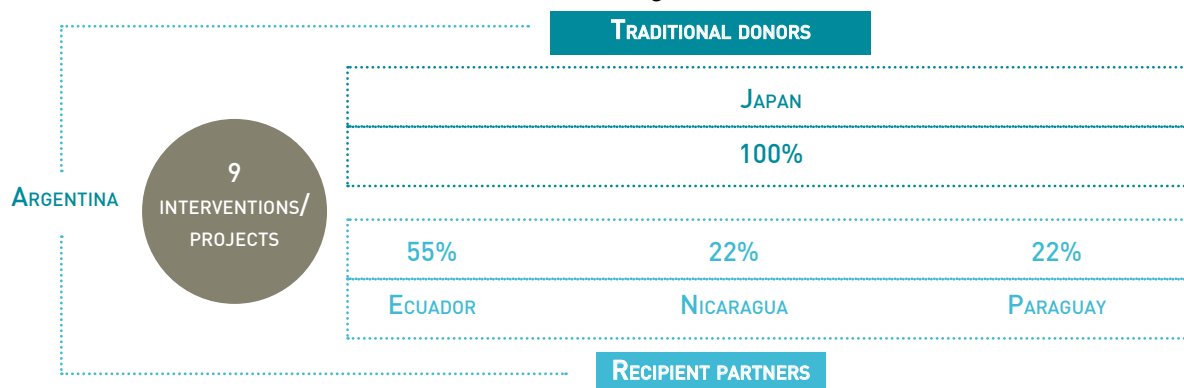 TRADITIONAL DONORS
JAPAN
100%
ARGENTINA
9
INTERVENTIONS/
PROJECTS
55% 22% 22%
ECUADOR NICARAGUA PARAGUAY
RECIPIENT PARTNERS